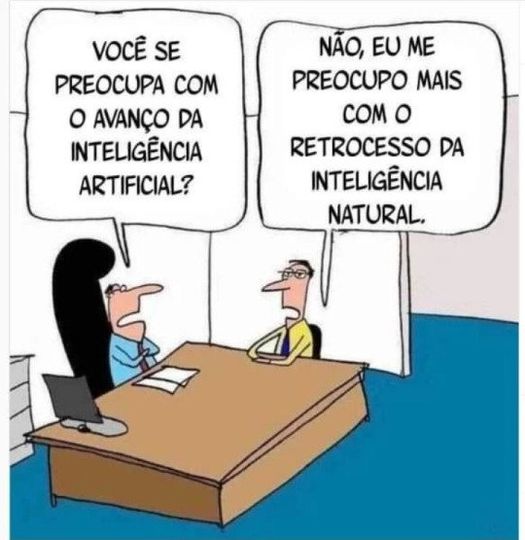 VOCÊ SE
PREOCUPA COM
O AVANÇO DA
INTELIGÊNCIA
ARTIFICIAL?
NÃO, EU ME
PREOCUPO MAIS
COM O
RETROCESSO DA
INTELIGÊNCIA
NATURAL.